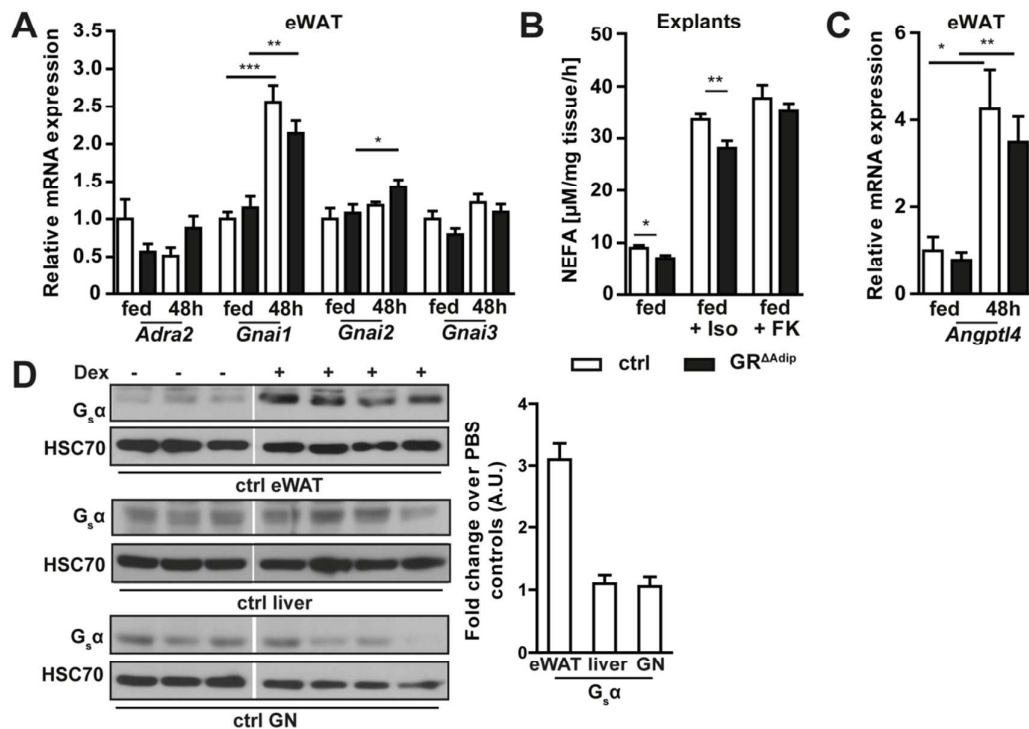 A
eWAT
Relative mRNA expression
3.5
3.0
2.5
2.0
1.5
1.0
0.5
0
***
**
*
fed 48h fed 48h fed 48h fed 48h
Adra2 Gnai1 Gnai2 Gnai3
B
Explants
NEFA [µM/mg tissue/h]
50
40
30
20
10
0
*
**
fed fed fed
+ Iso + FK
C
eWAT
Relative mRNA expression
6
4
2
0
* **
fed 48h
Angptl4
ctrl GRΔAdip
D
Dex - - - + + + +
Gsα
HSC70
ctrl eWAT
Gsα
HSC70
ctrl liver
Gsα
HSC70
ctrl GN
Fold change over PBS
controls (A.U.)
4
3
2
1
0
eWAT liver GN
Gsα